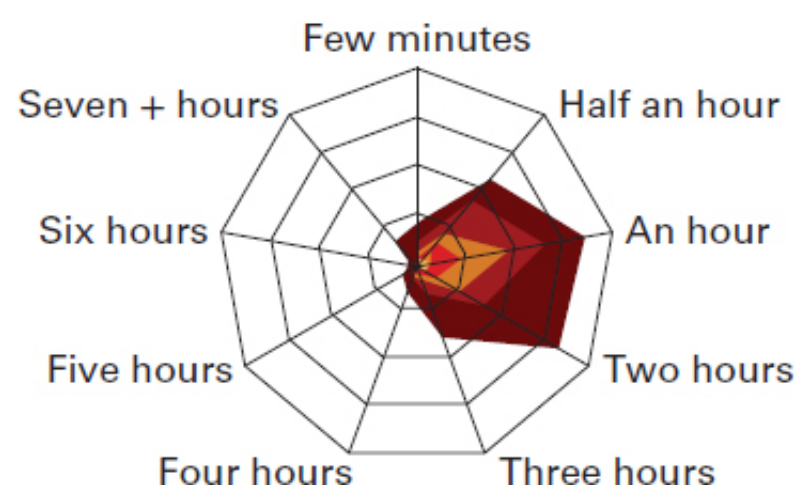 Few minutes
Seven + hours
Half an hour
Six hours
An hour
Five hours
Two hours
Four hours
Three hours